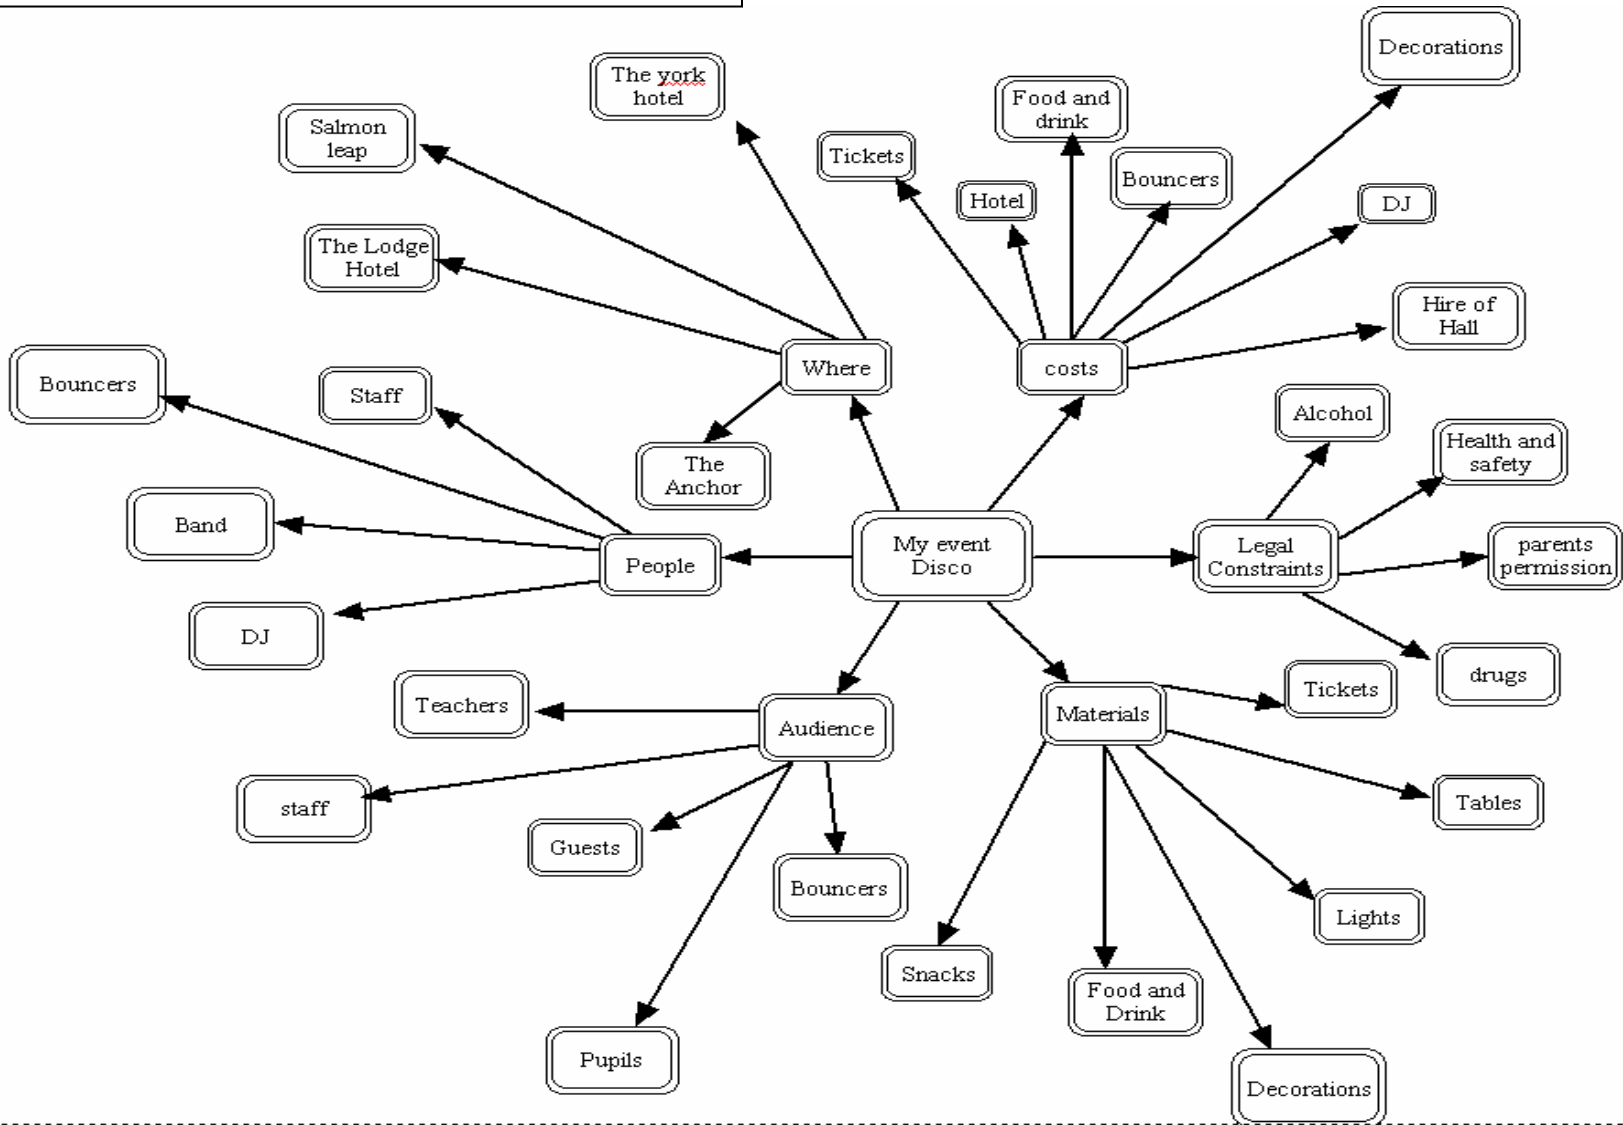 Decorations
The york
hotel
Food and
drink
Salmon
leap
Tickets
Bouncers
Hotel
DJ
The Lodge
Hotel
Hire of
Hall
Where
costs
Bouncers
Staff
Alcohol
Health and
safety
The
Anchor
Band
My event
Disco
Legal
Constraints
parents
permission
People
DJ
drugs
Teachers
Tickets
Audience
Materials
staff
Tables
Guests
Bouncers
Lights
Snacks
Food and
Drink
Pupils
Decorations